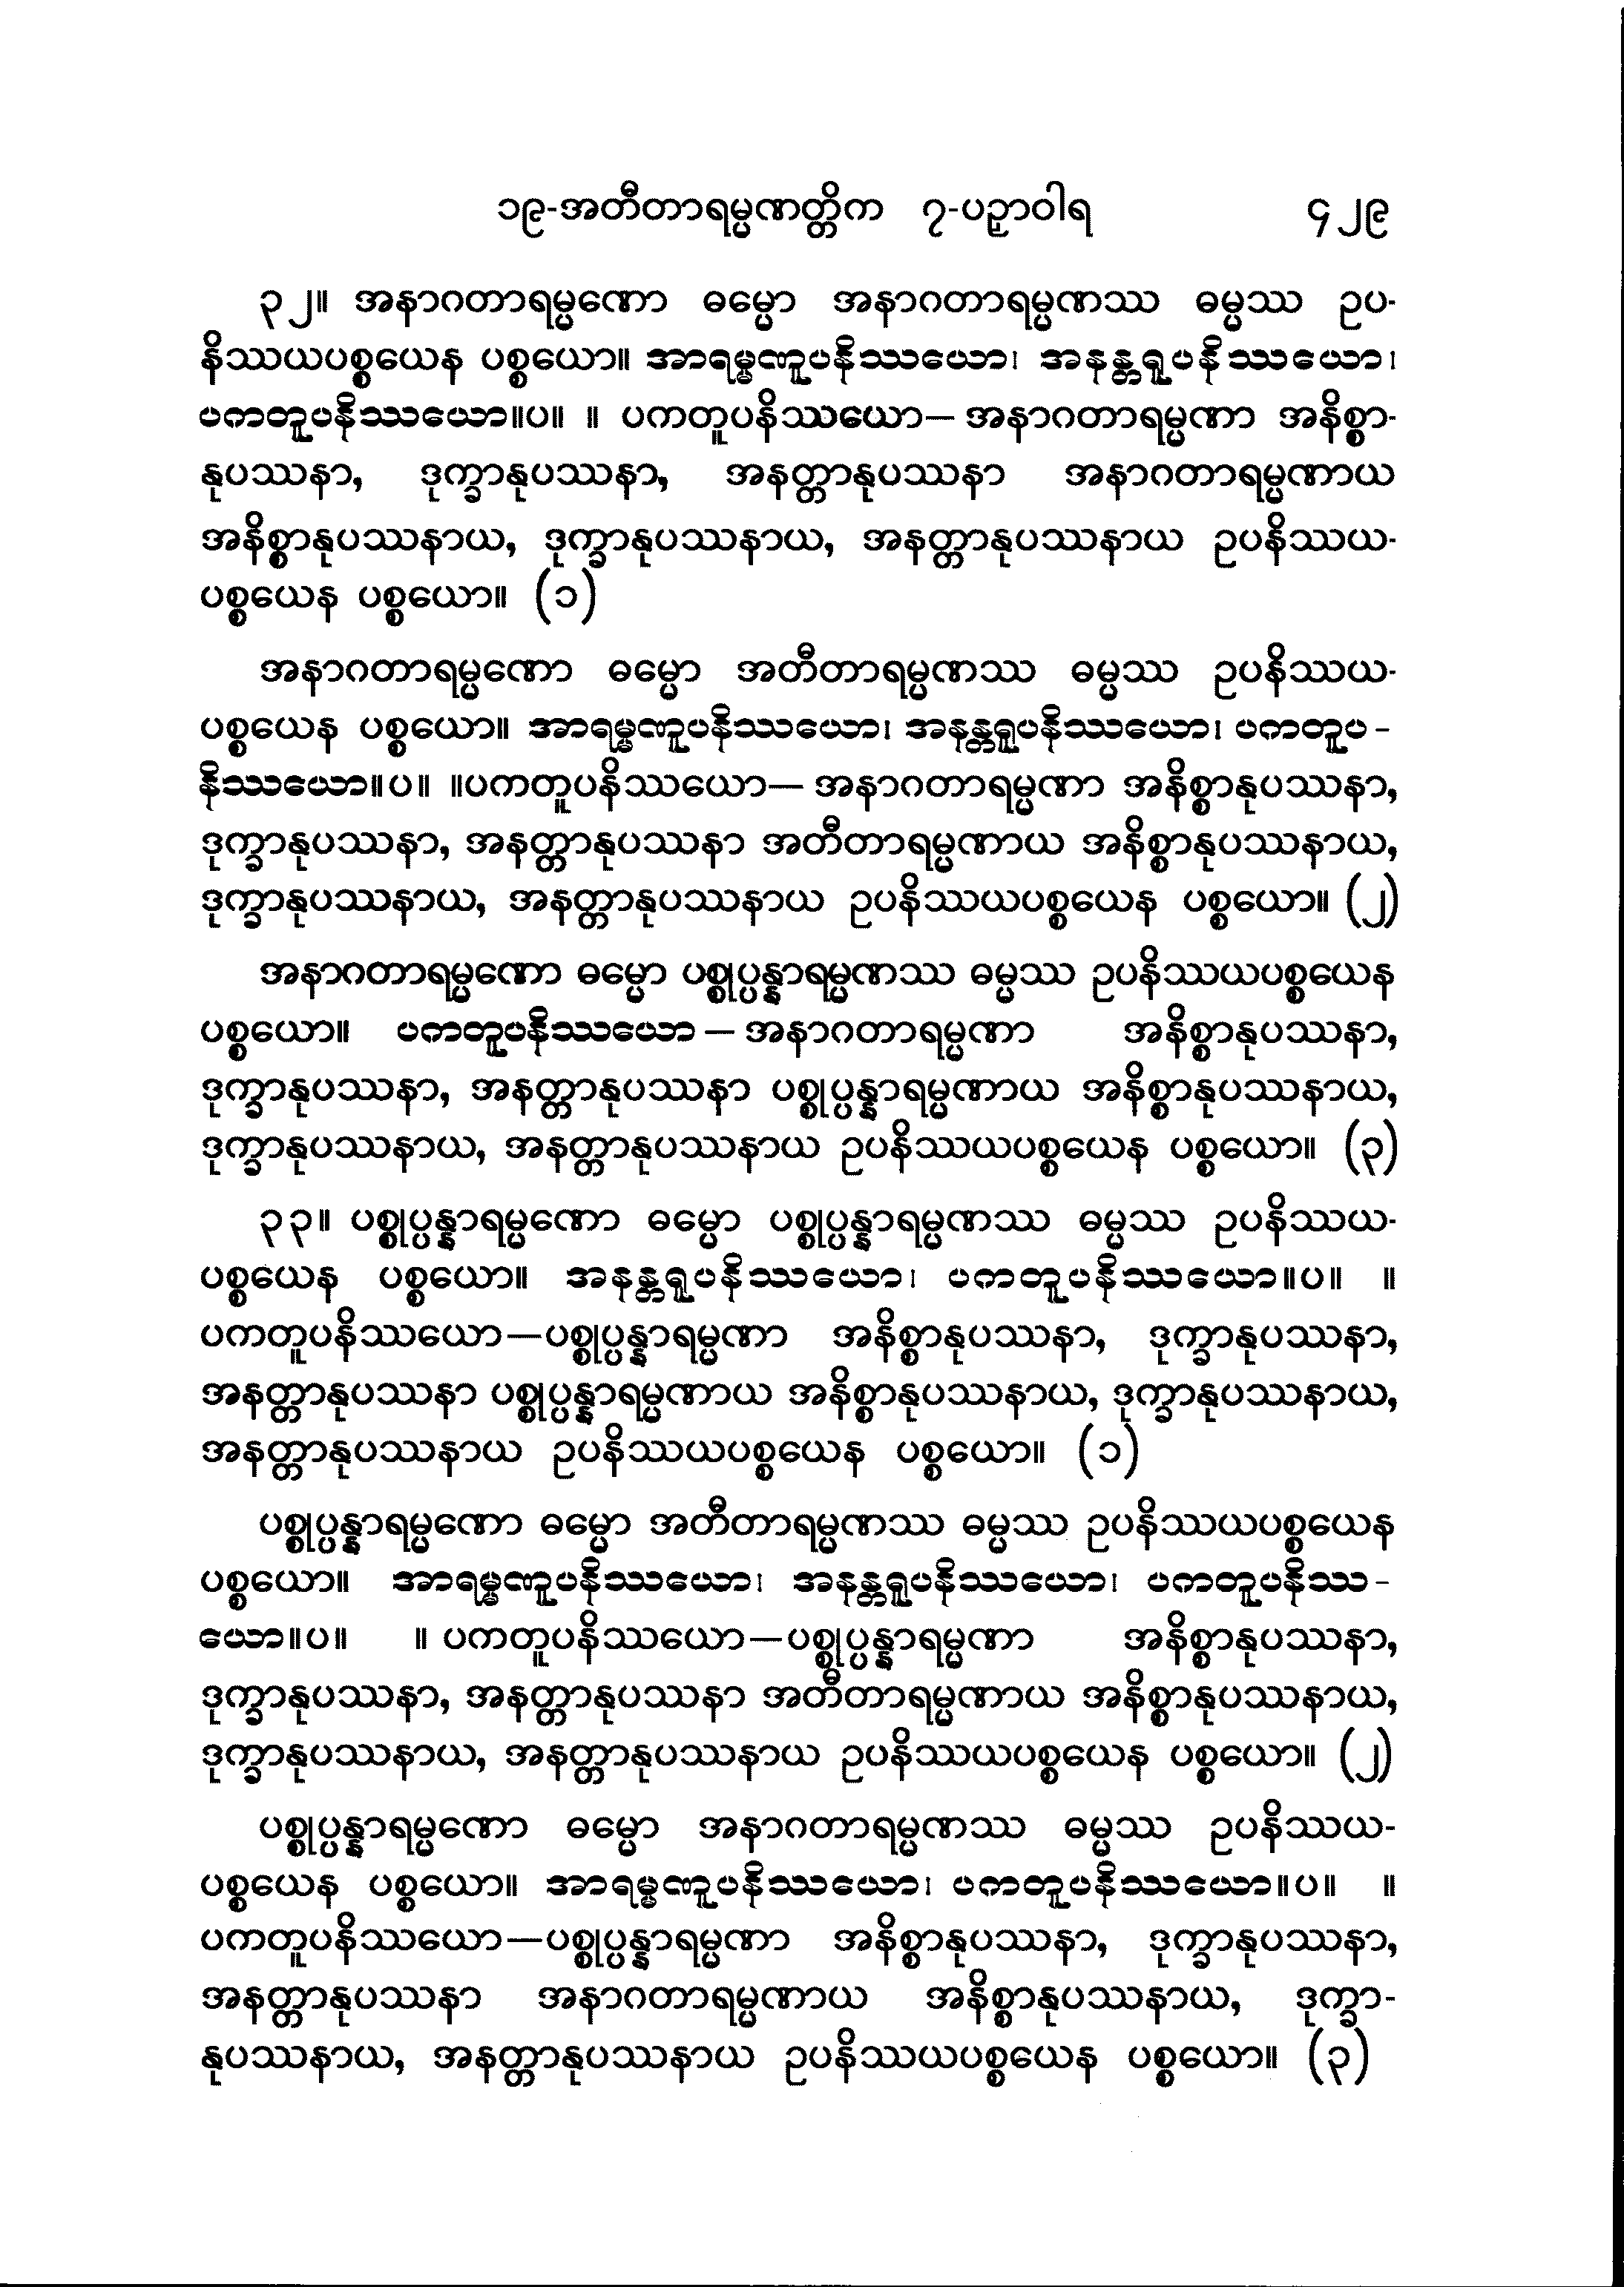 ၁၉-အတီတာရမ္မဏတ္တိက ၇-ပဉှာဝါရ ၄၂၉
၃၂။ အနာဂတာရမ္မဏော ဓမ္မော အနာဂတာရမ္မဏဿ ဓမ္မဿ ဥပ-
နိဿယပစ္စယေန ပစ္စယော။ အာရမ္မဏူပနိဿယော၊ အနန္တရူပနိဿယော၊
ပကတူပနိဿယော။ပ။ ။ ပကတူပနိဿယော— အနာဂတာရမ္မဏာ အနိစ္စာ-
နုပဿနာ, ဒုက္ခာနုပဿနာ, အနတ္တာနုပဿနာ အနာဂတာရမ္မဏာယ
အနိစ္စာနုပဿနာယ, ဒုက္ခာနုပဿနာယ, အနတ္တာနုပဿနာယ ဥပနိဿယ-
ပစ္စယေန ပစ္စယော။ (၁)
အနာဂတာရမ္မဏော ဓမ္မော အတီတာရမ္မဏဿ ဓမ္မဿ ဥပနိဿယ-
ပစ္စယေန ပစ္စယော။ အာရမ္မဏူပနိဿယော၊ အနန္တရူပနိဿယော၊ ပကတူပ-
နိဿယော။ပ။ ။ပကတူပနိဿယော— အနာဂတာရမ္မဏာ အနိစ္စာနုပဿနာ,
ဒုက္ခာနုပဿနာ, အနတ္တာနုပဿနာ အတီတာရမ္မဏာယ အနိစ္စာနုပဿနာယ,
ဒုက္ခာနုပဿနာယ, အနတ္တာနုပဿနာယ ဥပနိဿယပစ္စယေန ပစ္စယော။ (၂)
အနာဂတာရမ္မဏော ဓမ္မော ပစ္စုပ္ပန္နာရမ္မဏဿ ဓမ္မဿ ဥပနိဿယပစ္စယေန
ပစ္စယော။ ပကတူပနိဿယော— အနာဂတာရမ္မဏာ အနိစ္စာနုပဿနာ,
ဒုက္ခာနုပဿနာ, အနတ္တာနုပဿနာ ပစ္စုပ္ပန္နာရမ္မဏာယ အနိစ္စာနုပဿနာယ,
ဒုက္ခာနုပဿနာယ, အနတ္တာနုပဿနာယ ဥပနိဿယပစ္စယေန ပစ္စယော။ (၃)
၃၃။ ပစ္စုပ္ပန္နာရမ္မဏော ဓမ္မော ပစ္စုပ္ပန္နာရမ္မဏဿ ဓမ္မဿ ဥပနိဿယ-
ပစ္စယေန ပစ္စယော။ အနန္တရူပနိဿယော၊ ပကတူပနိဿယော။ပ။ ။
ပကတူပနိဿယော—ပစ္စုပ္ပန္နာရမ္မဏာ အနိစ္စာနုပဿနာ, ဒုက္ခာနုပဿနာ,
အနတ္တာနုပဿနာ ပစ္စုပ္ပန္နာရမ္မဏာယ အနိစ္စာနုပဿနာယ, ဒုက္ခာနုပဿနာယ,
အနတ္တာနုပဿနာယ ဥပနိဿယပစ္စယေန ပစ္စယော။ (၁)
ပစ္စုပ္ပန္နာရမ္မဏော ဓမ္မော အတီတာရမ္မဏဿ ဓမ္မဿ ဥပနိဿယပစ္စယေန
ပစ္စယော။ အာရမ္မဏူပနိဿယော၊ အနန္တရူပနိဿယော၊ ပကတူပနိဿ-
ယော။ပ။ ။ ပကတူပနိဿယော—ပစ္စုပ္ပန္နာရမ္မဏာ အနိစ္စာနုပဿနာ,
ဒုက္ခာနုပဿနာ, အနတ္တာနုပဿနာ အတီတာရမ္မဏာယ အနိစ္စာနုပဿနာယ,
ဒုက္ခာနုပဿနာယ, အနတ္တာနုပဿနာယ ဥပနိဿယပစ္စယေန ပစ္စယော။ (၂)
ပစ္စုပ္ပန္နာရမ္မဏော ဓမ္မော အနာဂတာရမ္မဏဿ ဓမ္မဿ ဥပနိဿယ-
ပစ္စယေန ပစ္စယော။ အာရမ္မဏူပနိဿယော၊ ပကတူပနိဿယော။ပ။ ။
ပကတူပနိဿယော—ပစ္စုပ္ပန္နာရမ္မဏာ အနိစ္စာနုပဿနာ, ဒုက္ခာနုပဿနာ,
အနတ္တာနုပဿနာ အနာဂတာရမ္မဏာယ အနိစ္စာနုပဿနာယ, ဒုက္ခာ-
နုပဿနာယ, အနတ္တာနုပဿနာယ ဥပနိဿယပစ္စယေန ပစ္စယော။ (၃)